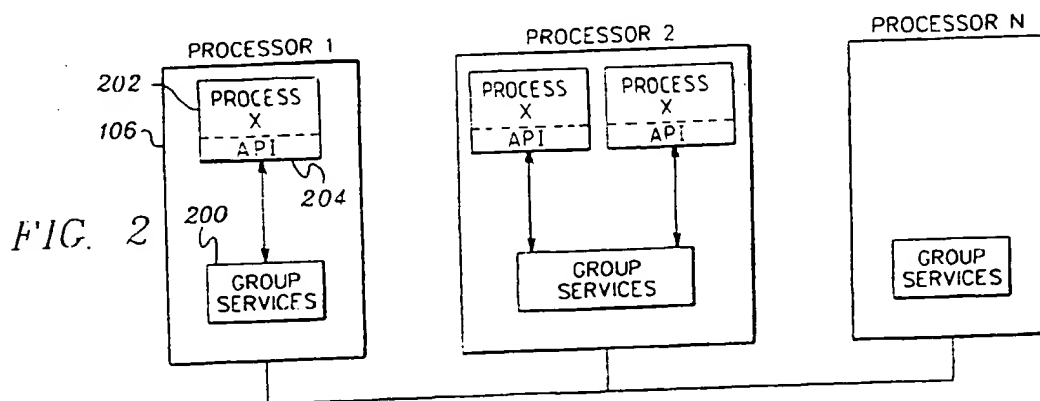 PROCESSOR 1
PROCESSOR 2
PROCESSOR N
202
PROCESS
X
API
PROCESS
X
API
PROCESS
X
API
106
204
200
FIG. 2
GROUP
SERVICES
GROUP
SERVICES
GROUP
SERVICES